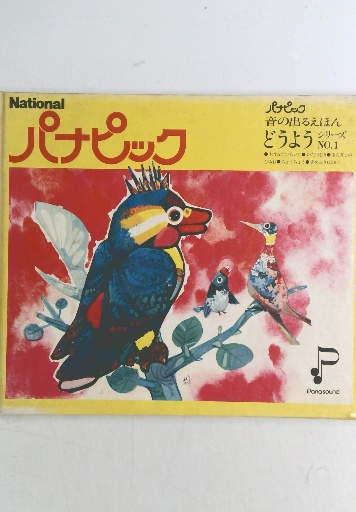 National
パナピック
パナピック
音の出るえほん
どうよう シリーズ NO.1
Panasound